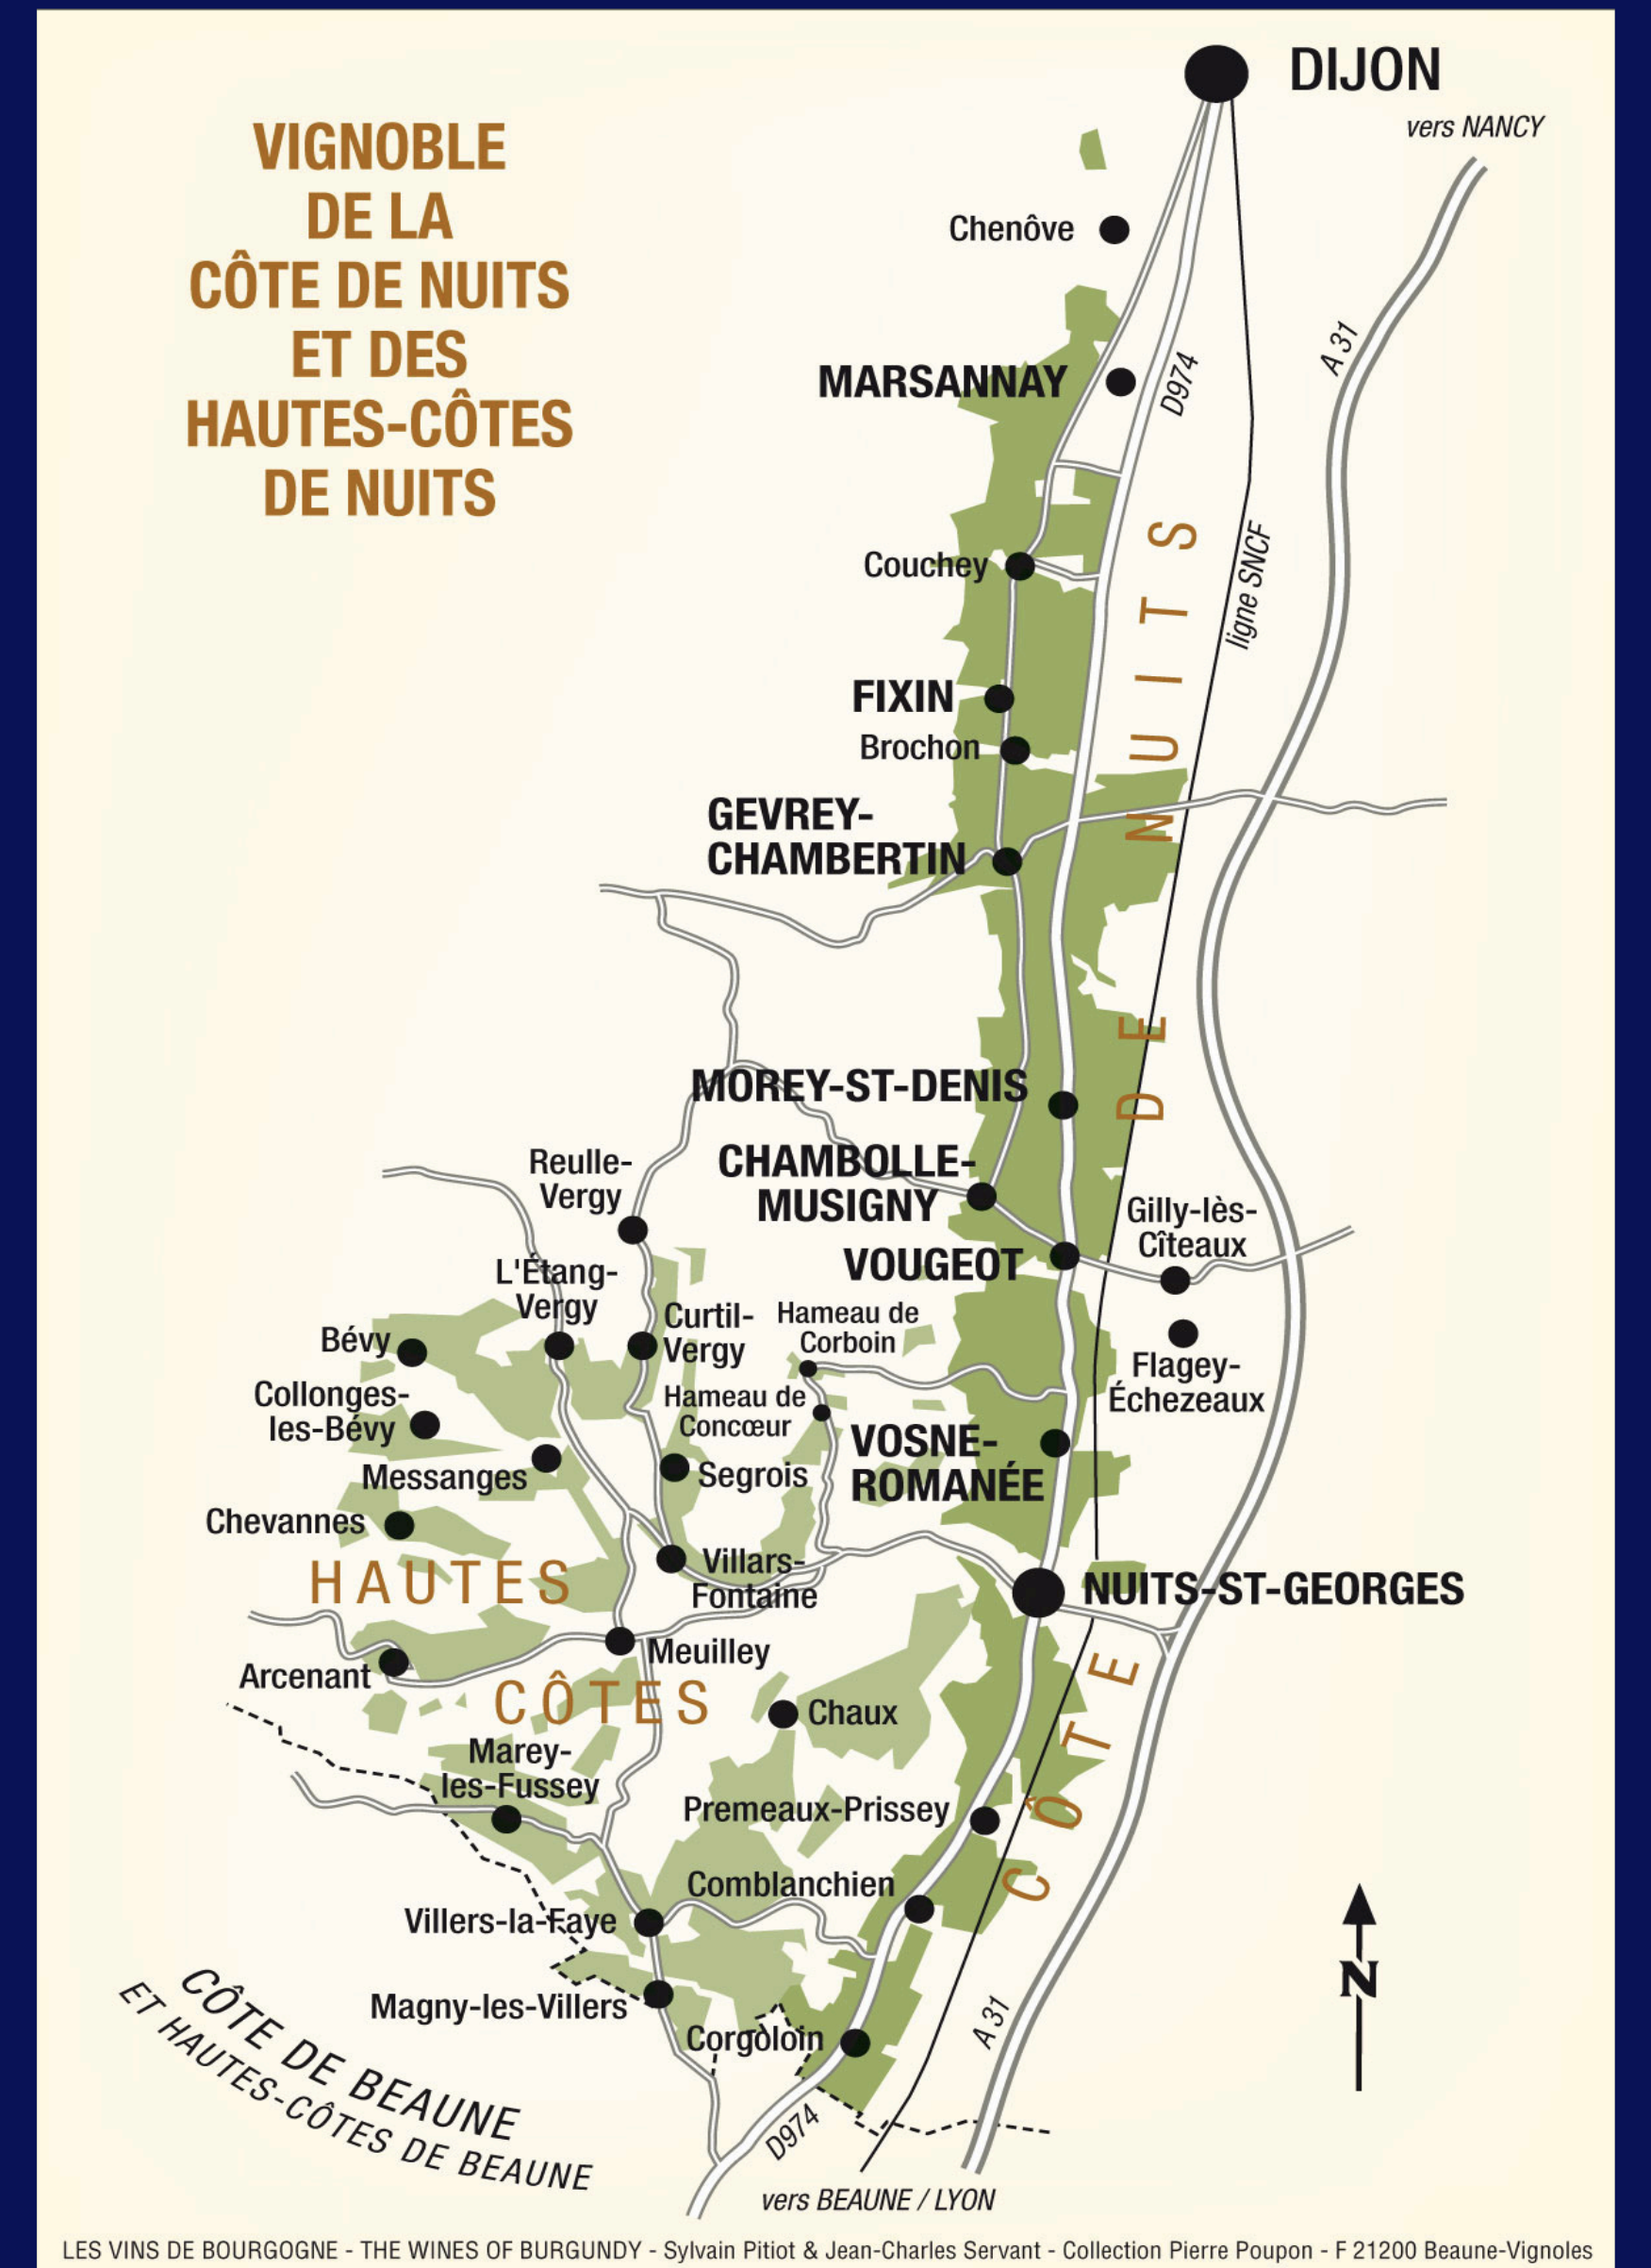 DIJON
vers NANCY
VIGNOBLE
DE LA
CÔTE DE NUITS
ET DES
HAUTES-CÔTES
DE NUITS
Chenôve
A 31
MARSANNAY
D974
ligne SNCF
Couchey
FIXIN
Brochon
GEVREY-
CHAMBERTIN
MOREY-ST-DENIS
CHAMBOLLE-
MUSIGNY
Reulle-
Vergy
Gilly-lès-
Cîteaux
VOUGEOT
L'Étang-
Vergy
Curtil-
Vergy
Hameau de
Corboin
Bévy
Flagey-
Échezeaux
Collonges-
les-Bévy
Hameau de
Concœur
VOSNE-
ROMANÉE
Messanges
Segrois
Chevannes
Villars-
Fontaine
HAUTES
NUITS-ST-GEORGES
Meuilley
Arcenant
CÔTES
Chaux
CÔTE DE NUITS
Marey-
les-Fussey
Premeaux-Prissey
Comblanchien
Villers-la-Faye
N
Magny-les-Villers
Corgoloin
A 31
CÔTE DE BEAUNE
ET HAUTES-CÔTES DE BEAUNE
D974
vers BEAUNE / LYON
LES VINS DE BOURGOGNE - THE WINES OF BURGUNDY - Sylvain Pitiot & Jean-Charles Servant - Collection Pierre Poupon - F 21200 Beaune-Vignoles